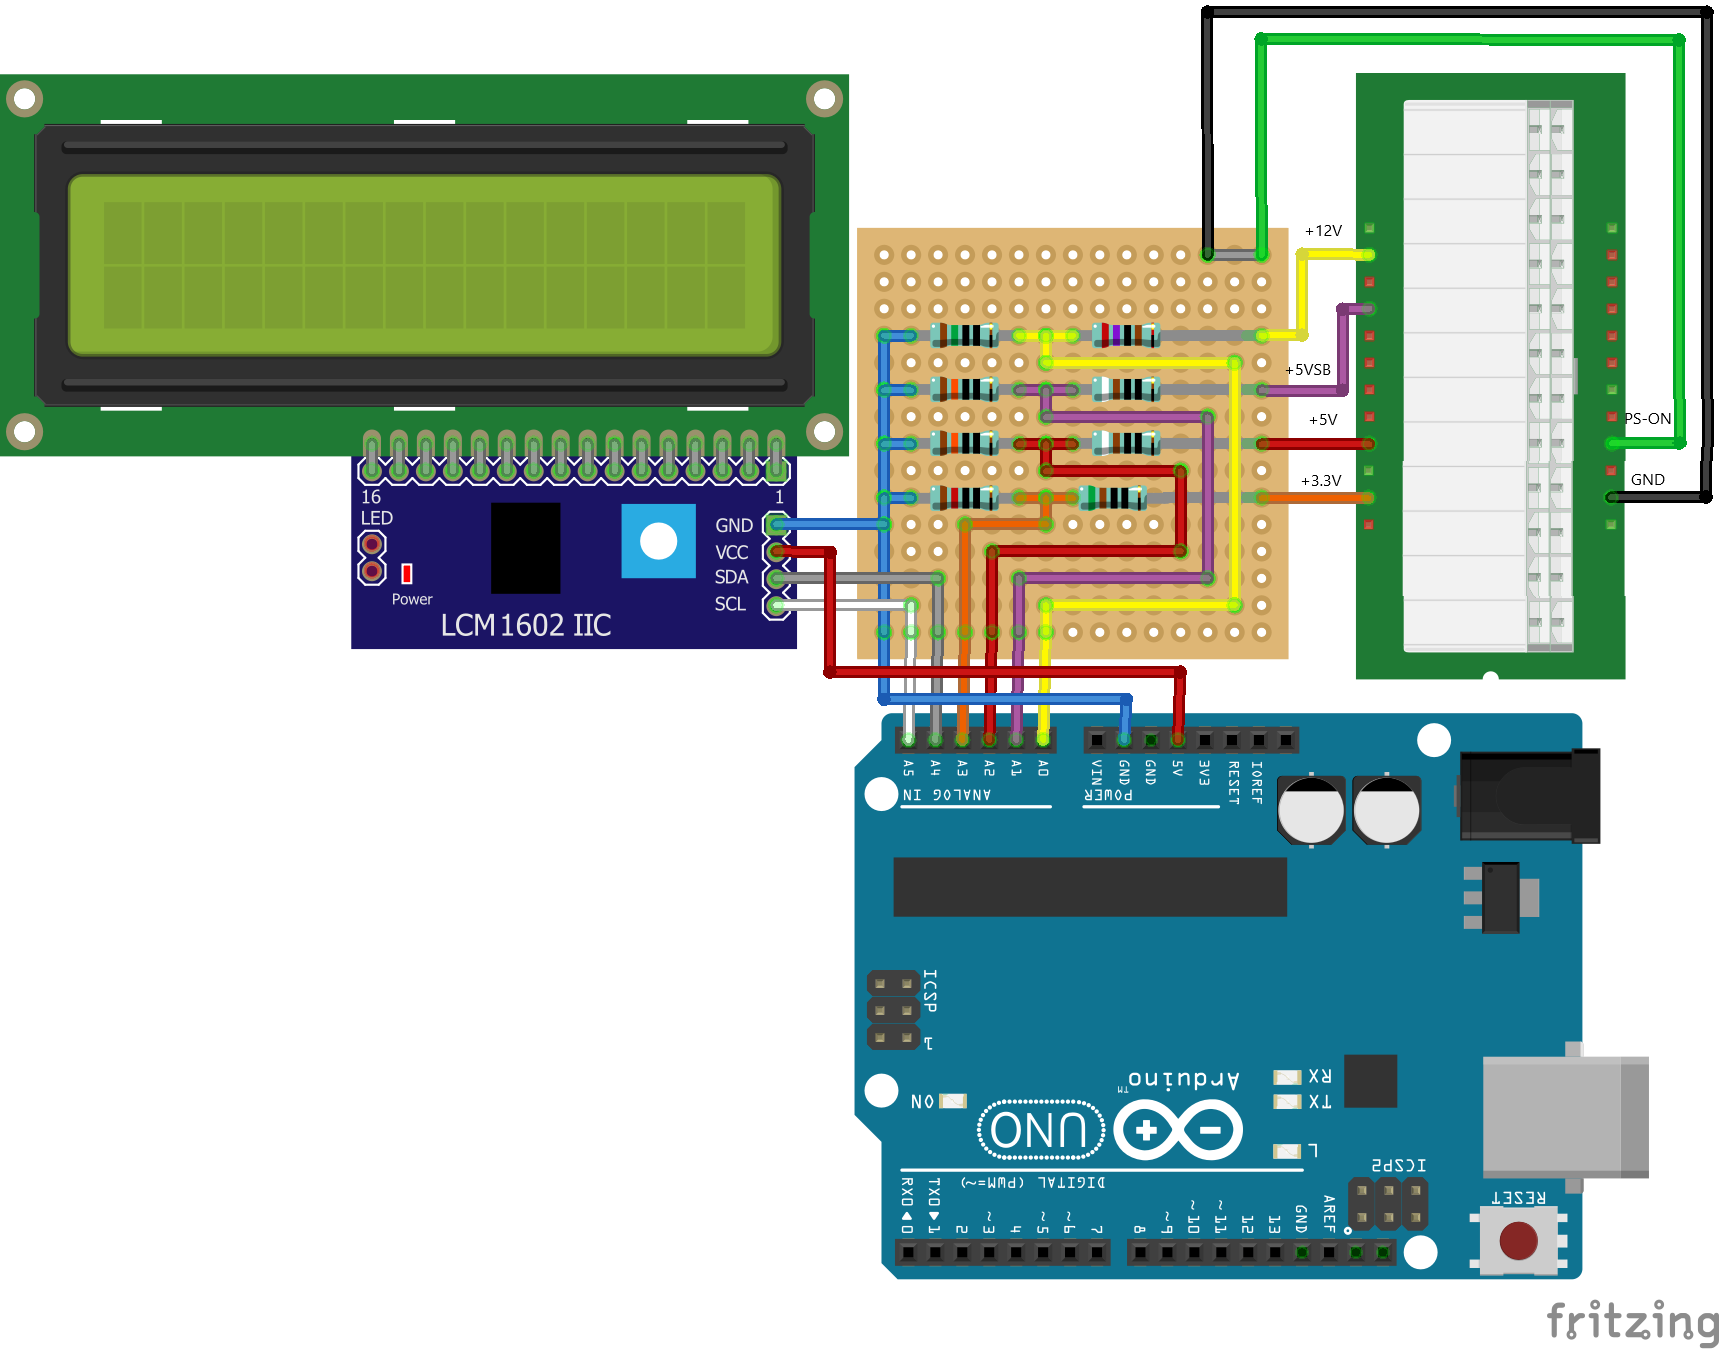 +12V
+5VSB
+5V
PS-ON
+3.3V
GND
16
1
LED
GND
VCC
SDA
SCL
Power
LCM1602 IIC
A5
A4
A3
A2
A1
A0
VIN
GND
GND
5V
3V3
RESET
IOREF
ANALOG IN
POWER
ICSP
1
Arduino
TM
RX
TX
ON
UNO
L
ICSP2
DIGITAL (PWM=~)
RESET
RX0
TX0
0
1
2
~3
4
~5
~6
7
8
~9
~10
~11
12
13
GND
AREF
fritzing